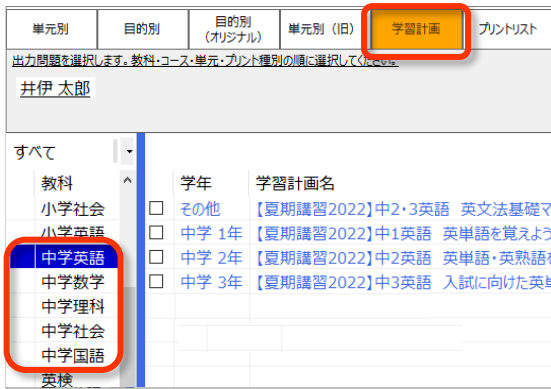 単元別 目的別 目的別（オリジナル） 単元別（旧） 学習計画 プリントリスト
出力問題を選択します。教科・コース・単元・プリント種別の順に選択してください。
井伊 太郎
すべて
教科 学年 学習計画名
小学社会 その他 【夏期講習2022】中2・3英語 英文法基礎マ
小学英語 中学 1年 【夏期講習2022】中1英語 英単語を覚えよう
中学英語 中学 2年 【夏期講習2022】中2英語 英単語・英熟語を
中学数学 中学 3年 【夏期講習2022】中3英語 入試に向けた英単
中学理科
中学社会
中学国語
英検